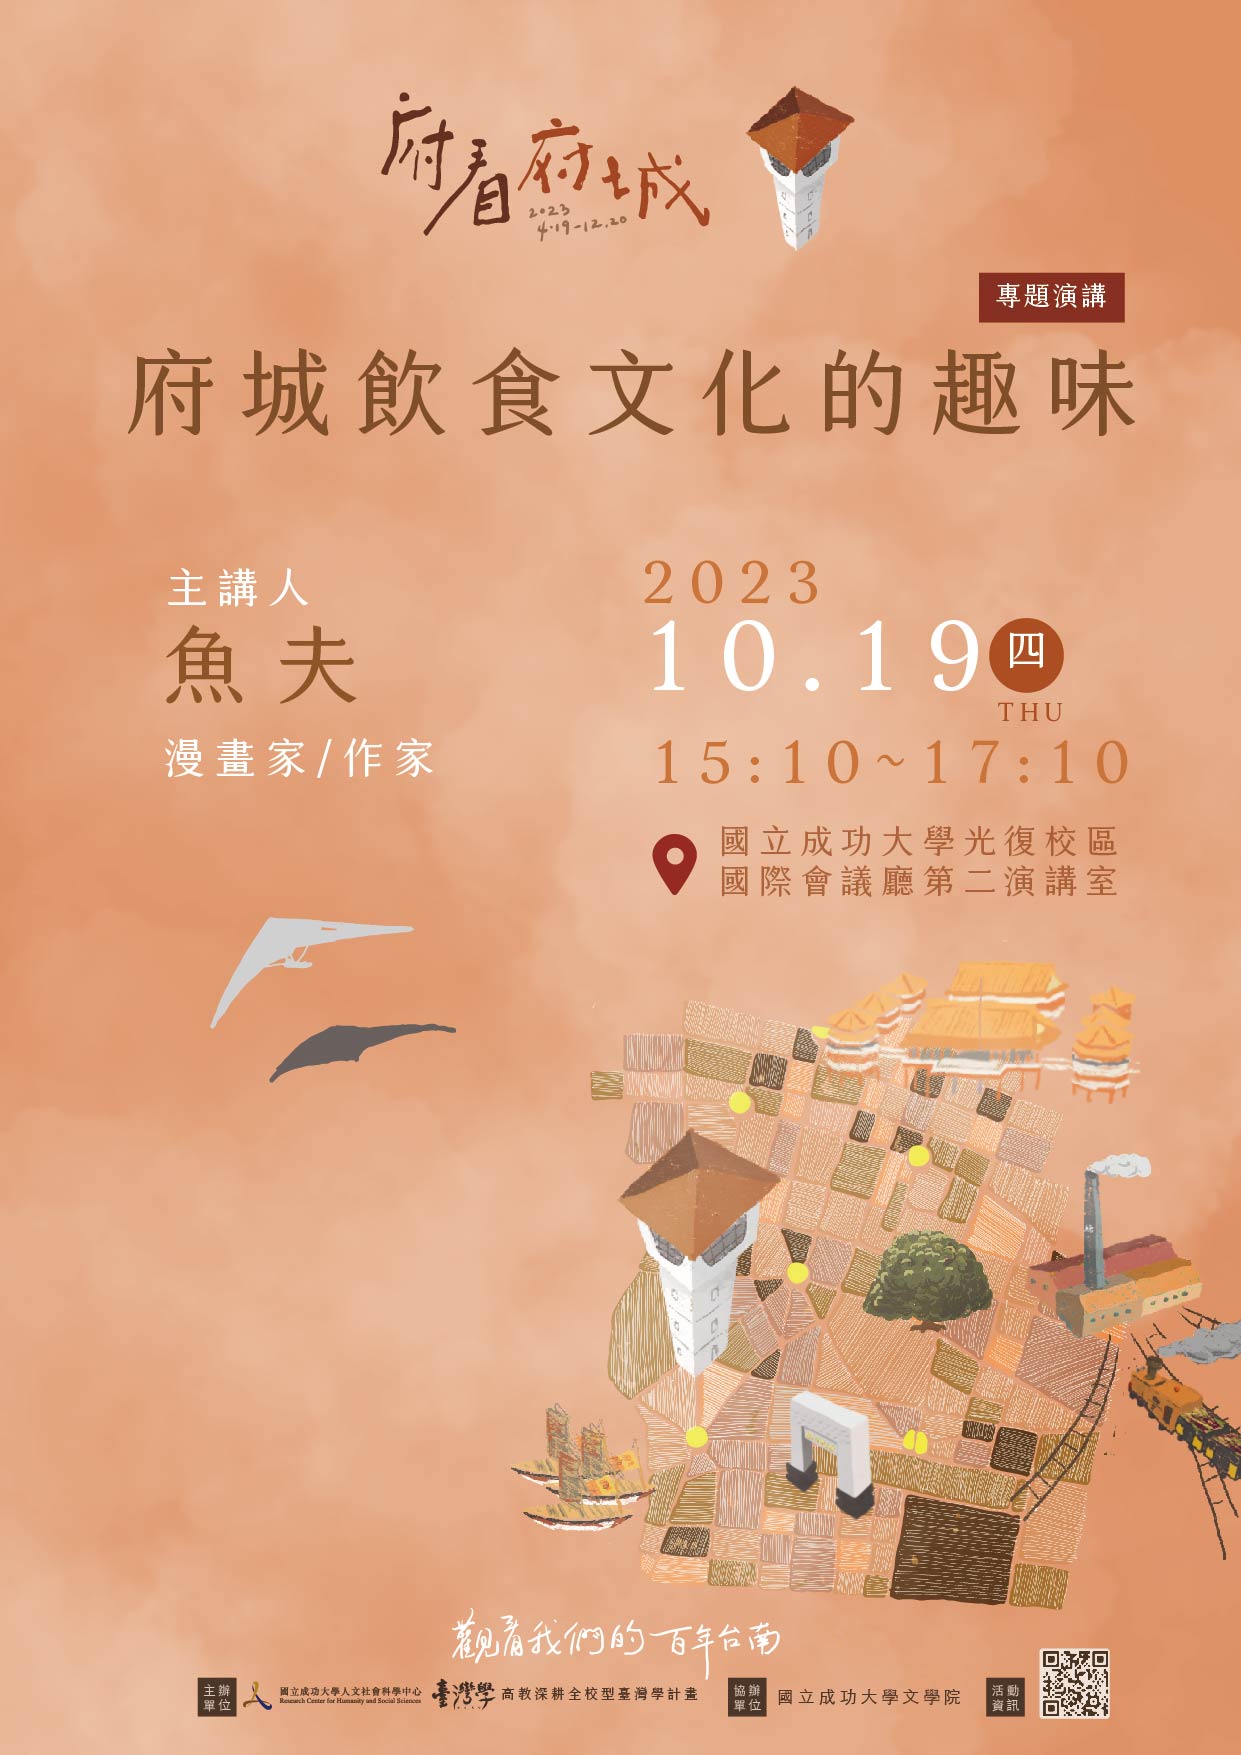 府看府城
2023
4.19-12.20
專題演講
府城飲食文化的趣味
主講人
魚夫
漫畫家/作家
2023
10.19 四
THU
15:10~17:10
國立成功大學光復校區
國際會議廳第二演講室
觀看我們的百年台南
主辦單位
國立成功大學人文社會科學中心
Research Center for Humanity and Social Sciences
臺灣學
高教深耕全校型臺灣學計畫
協辦單位
國立成功大學文學院
活動資訊